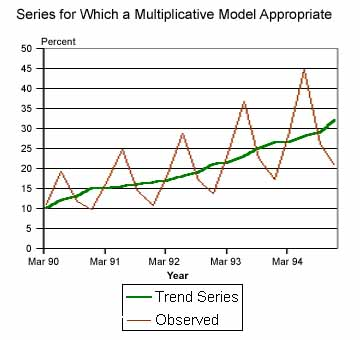 Series for Which a Multiplicative Model Appropriate
Percent
50
45
40
35
30
25
20
15
10
5
0
Mar 90 Mar 91 Mar 92 Mar 93 Mar 94
Year
Trend Series
Observed